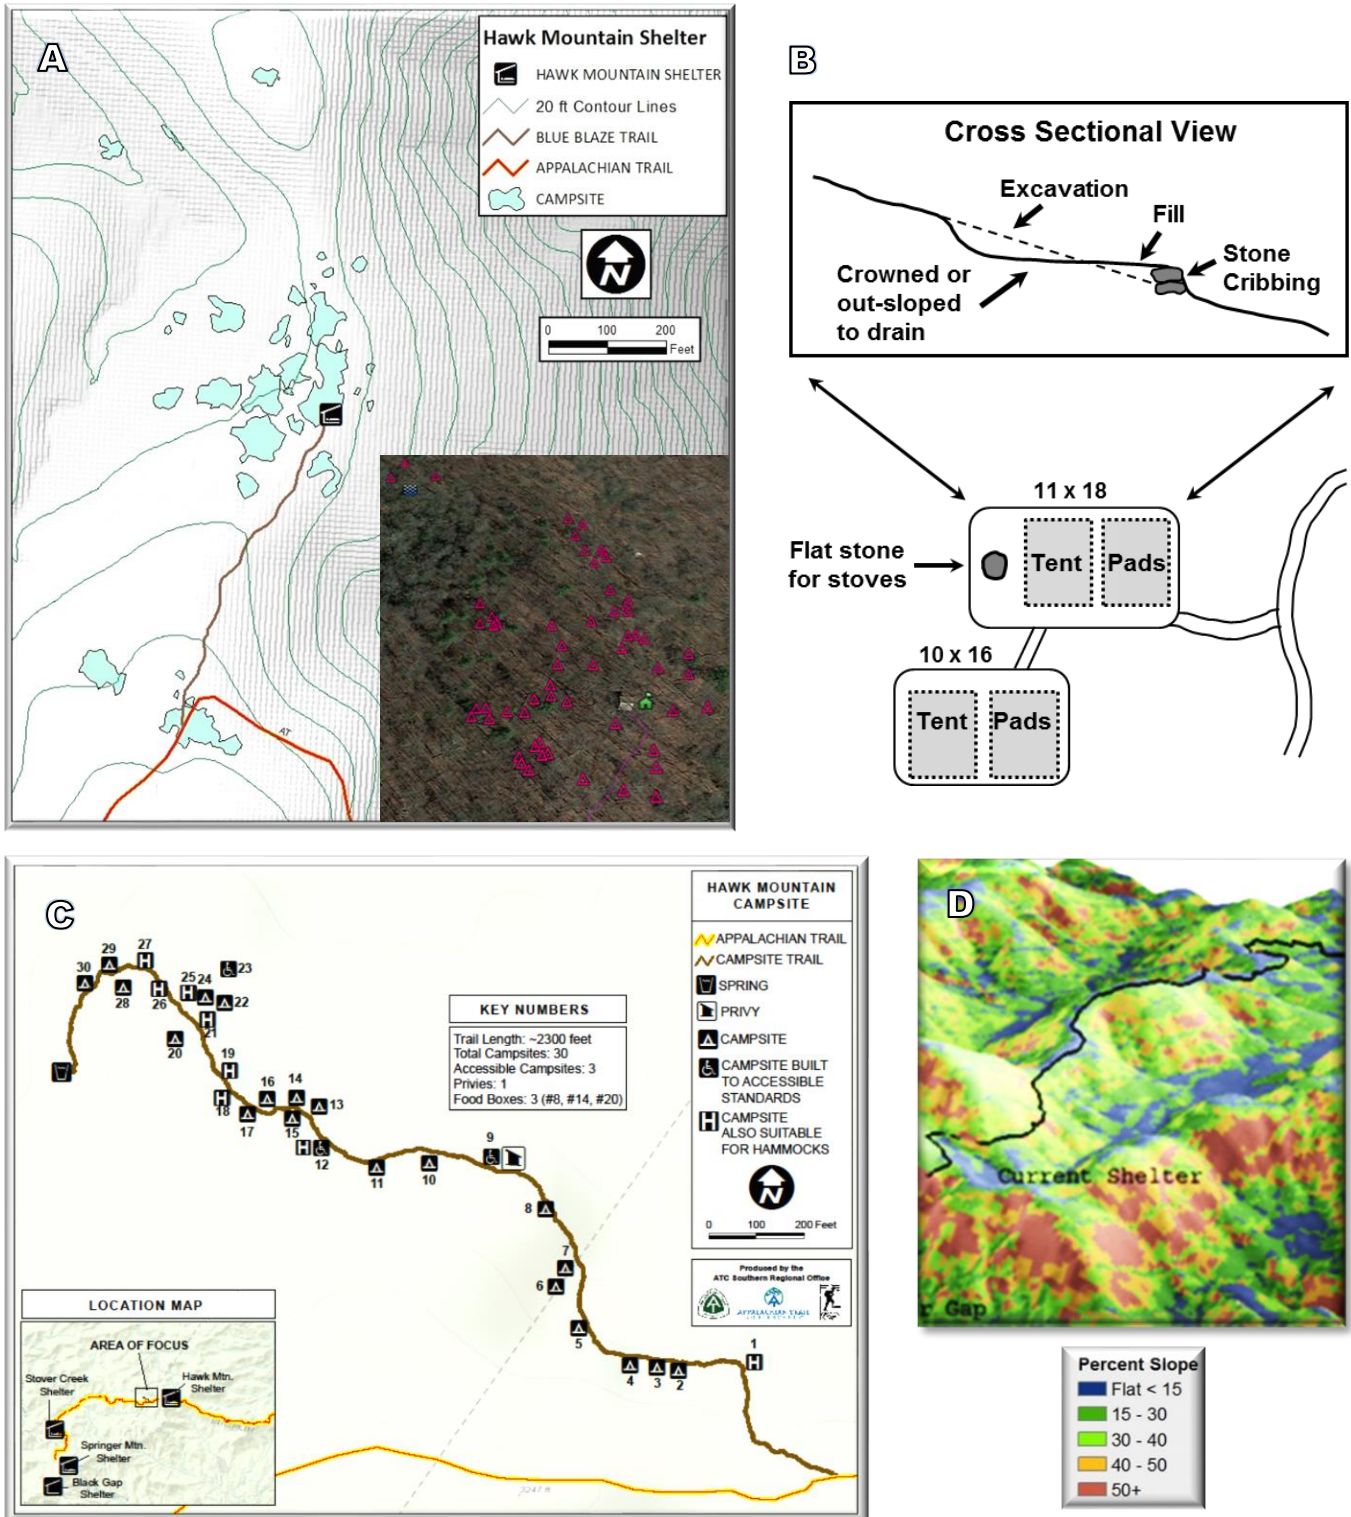 A
Hawk Mountain Shelter
HAWK MOUNTAIN SHELTER
20 ft Contour Lines
BLUE BLAZE TRAIL
APPALACHIAN TRAIL
CAMPSITE
N
0 100 200
Feet
AT
B
Cross Sectional View
Excavation
Fill
Stone
Cribbing
Crowned or
out-sloped
to drain
11 x 18
Flat stone
for stoves
Tent Pads
10 x 16
Tent Pads
C
HAWK MOUNTAIN
CAMPSITE
APPALACHIAN TRAIL
CAMPSITE TRAIL
SPRING
PRIVY
CAMPSITE
CAMPSITE BUILT
TO ACCESSIBLE
STANDARDS
H CAMPSITE
ALSO SUITABLE
FOR HAMMOCKS
N
0 100 200 Feet
Produced by the
ATC Southern Regional Office
APPALACHIAN TRAIL
KEY NUMBERS
Trail Length: ~2300 feet
Total Campsites: 30
Accessible Campsites: 3
Privies: 1
Food Boxes: 3 (#8, #14, #20)
30
29
28
27
H
26
H
25
H
24
23
22
21
H
20
19
H
18
H
17
16
15
14
13
12
H
11
10
9
8
7
6
5
4
3
2
1
H
3247 ft
LOCATION MAP
AREA OF FOCUS
Stover Creek
Shelter
Hawk Mtn.
Shelter
Springer Mtn.
Shelter
Black Gap
Shelter
D
Current Shelter
r Gap
Percent Slope
Flat < 15
15 - 30
30 - 40
40 - 50
50+